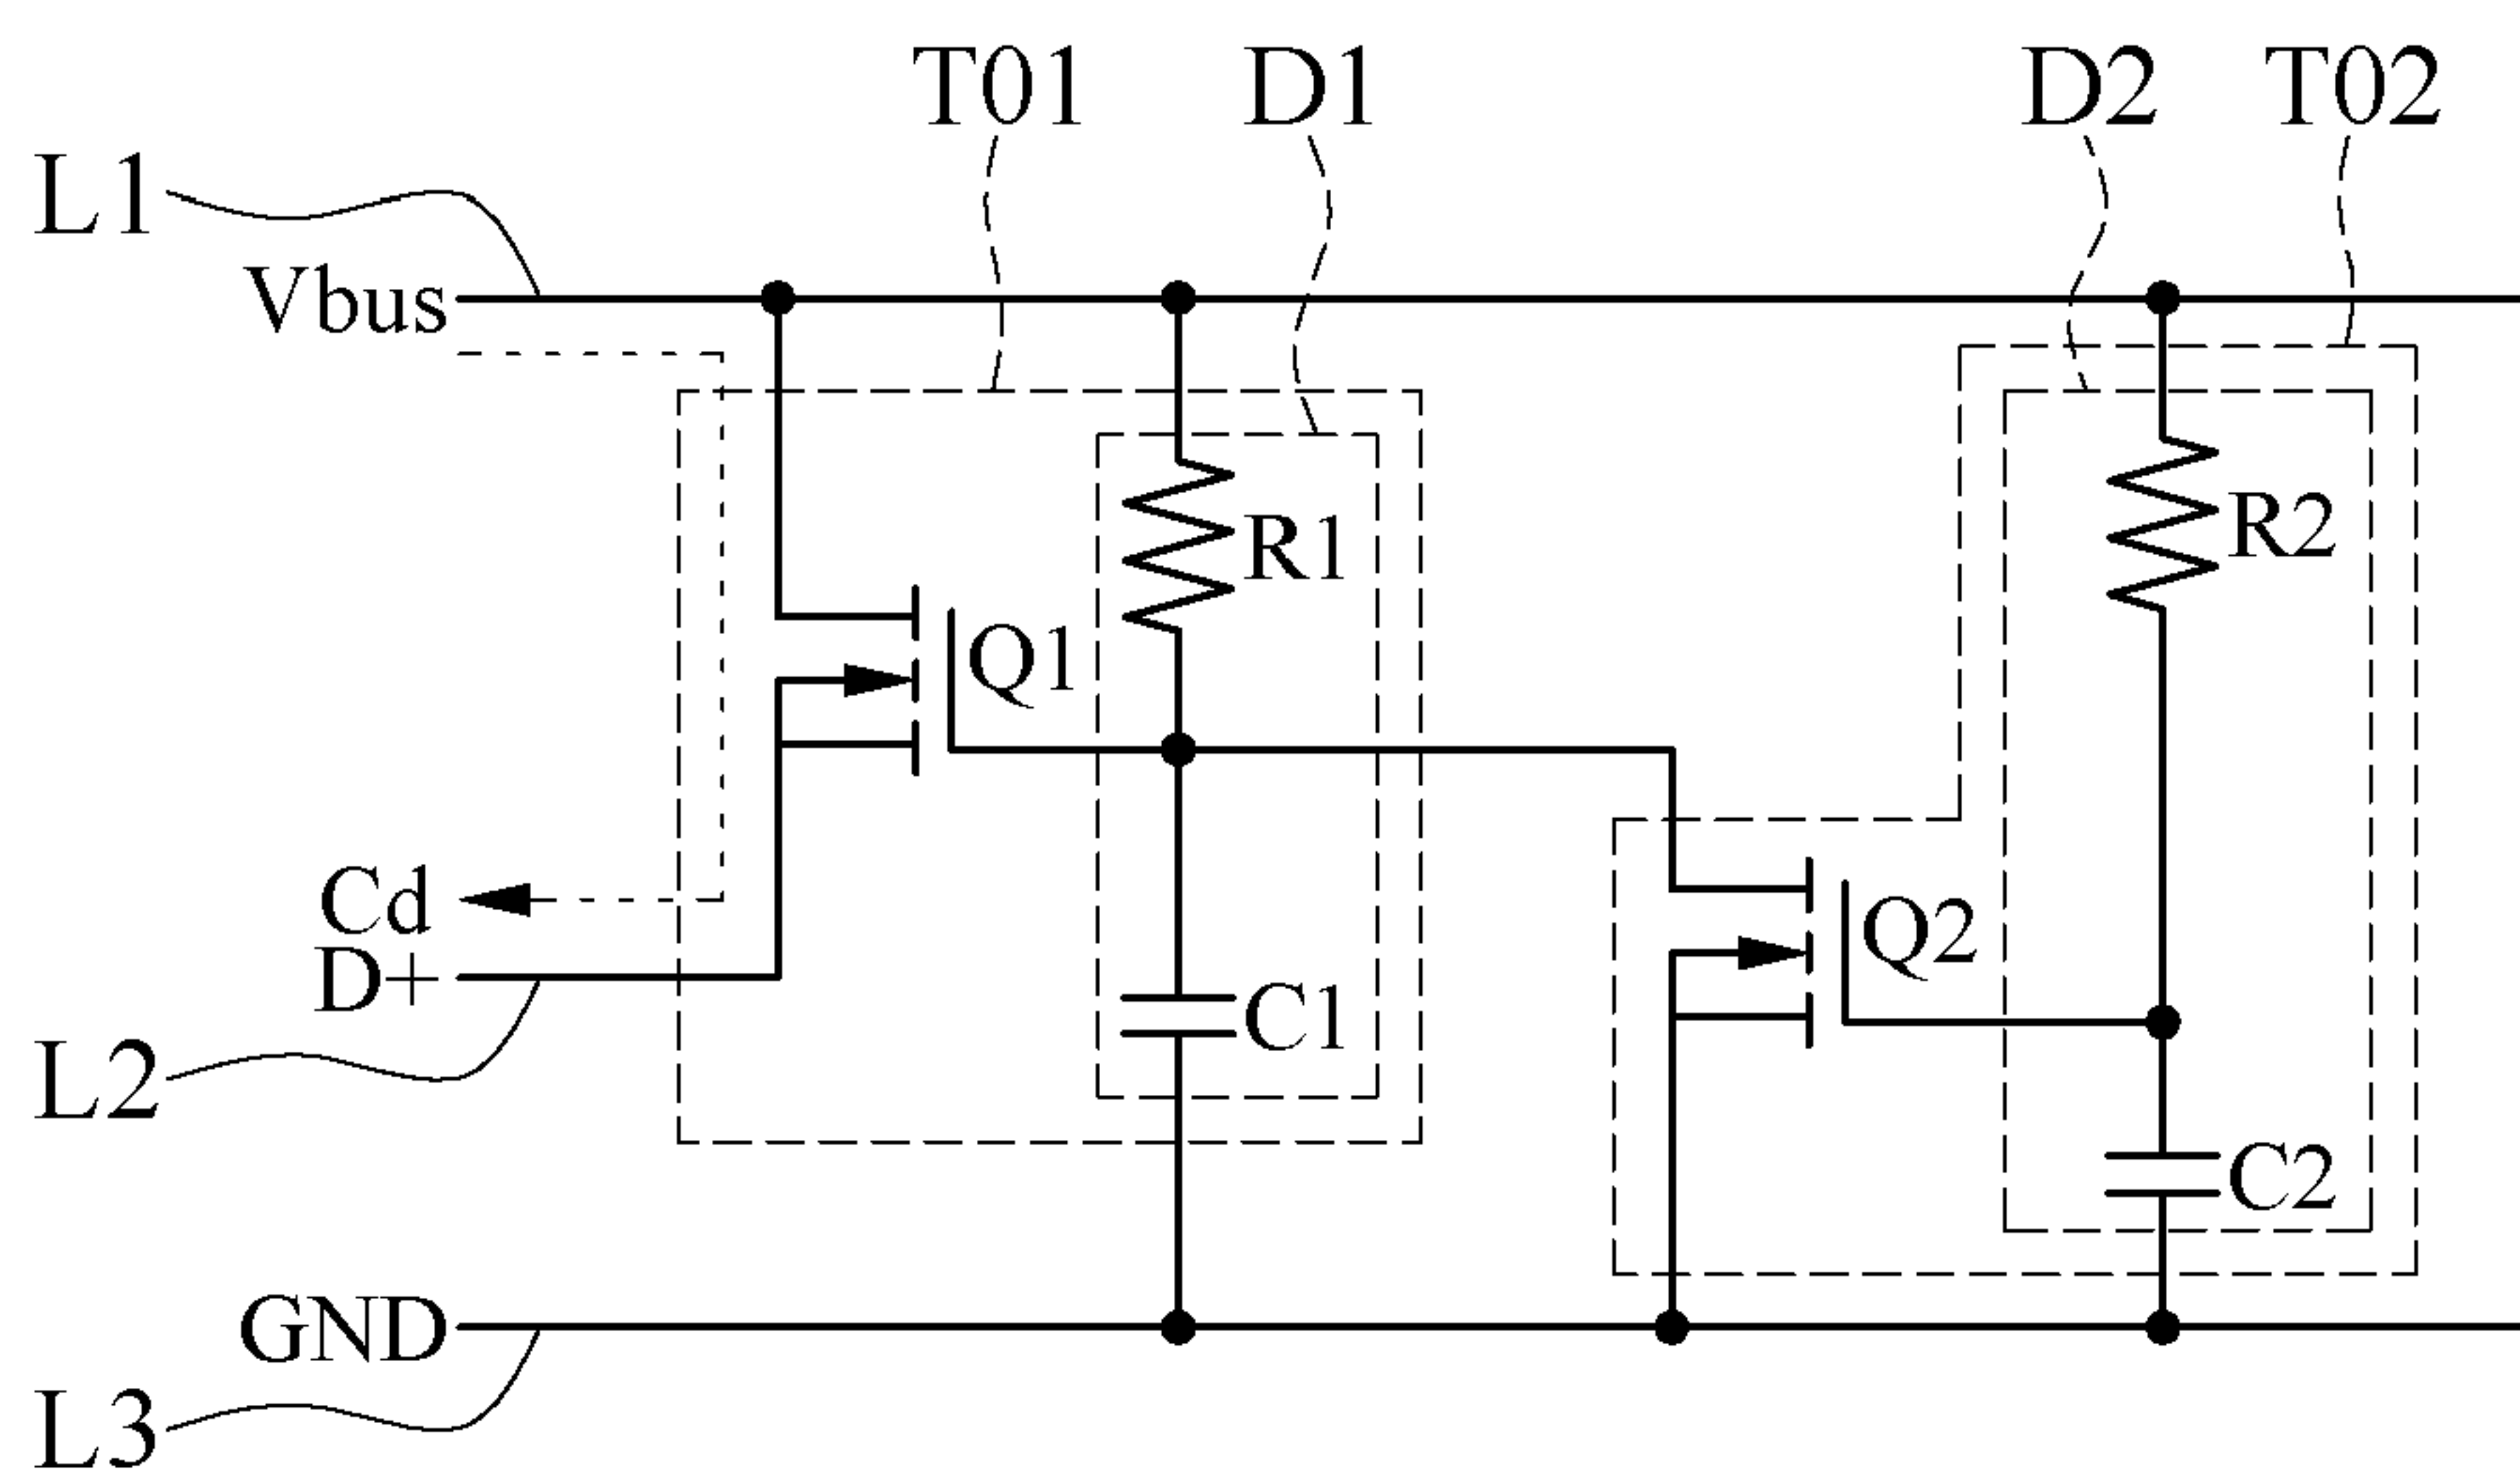 T01 D1 D2 T02
L1
Vbus
R1 R2
Q1
Cd
Q2
D+
C1
L2
C2
GND
L3